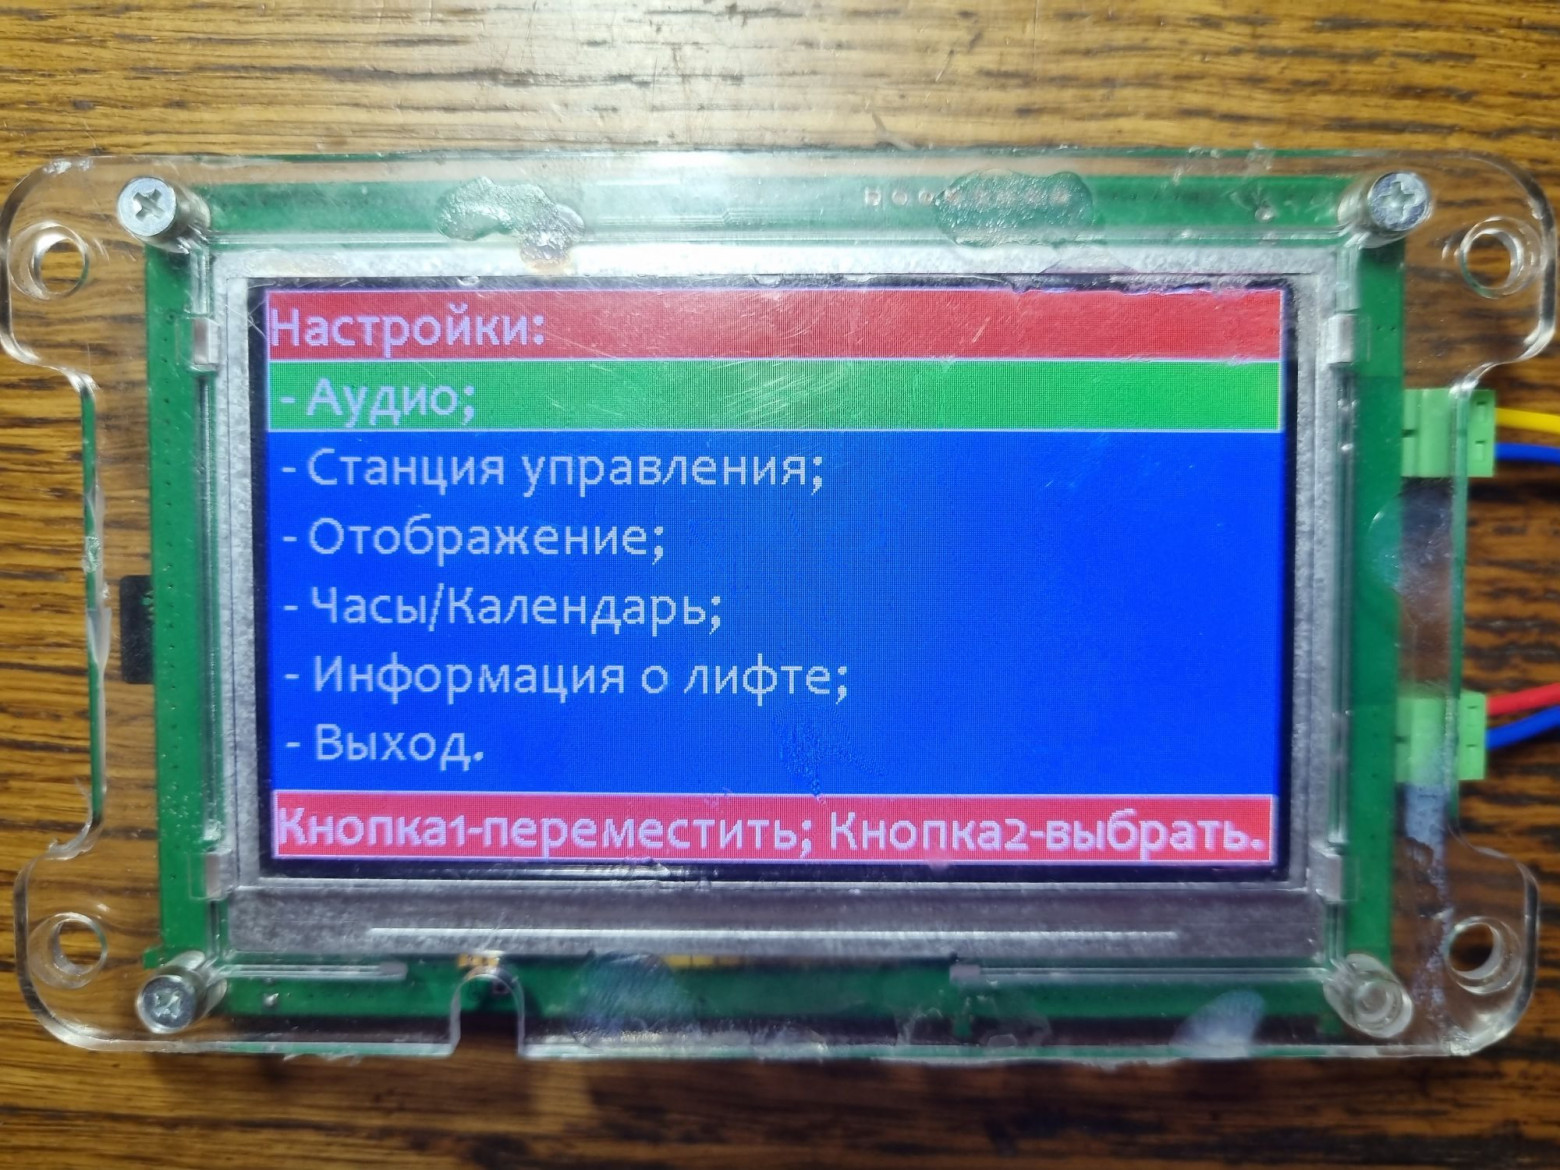 Настройки:
- Аудио;
- Станция управления;
- Отображение;
- Часы/Календарь;
- Информация о лифте;
- Выход.
Кнопка1-переместить; Кнопка2-выбрать.